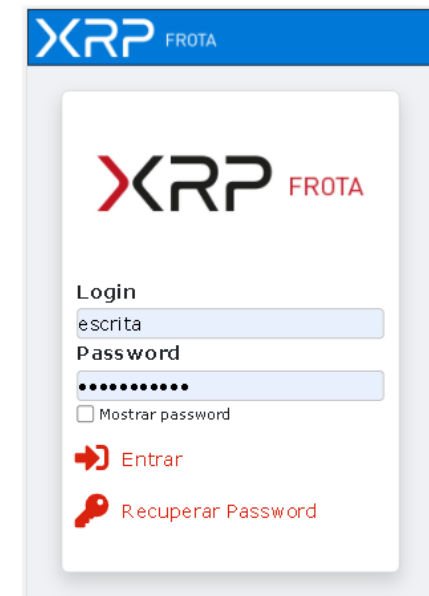 XRP FROTA
XRP FROTA
Login
escrita
Password
•••••••••••
Mostrar password
Entrar
Recuperar Password